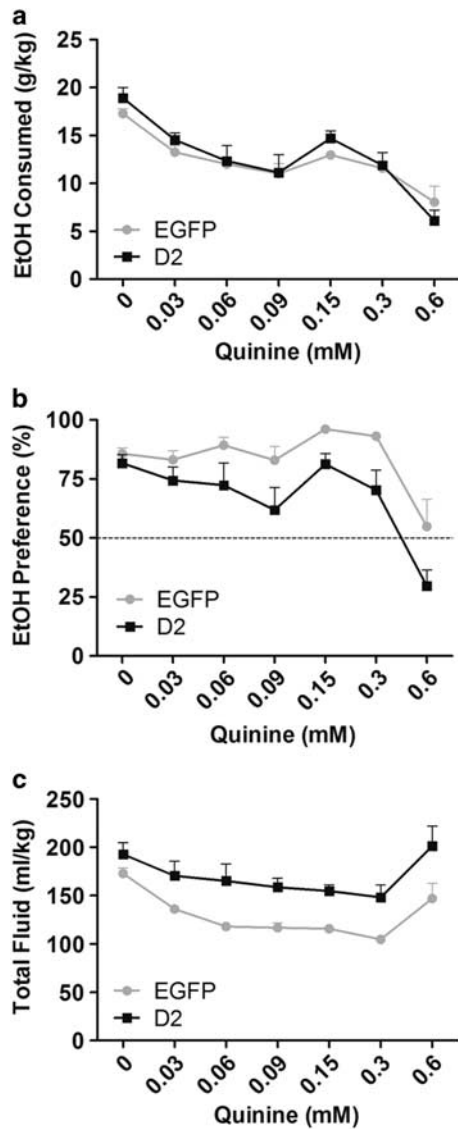 a
EtOH Consumed (g/kg)
25
20
15
10
5
0
EGFP
D2
0 0.03 0.06 0.09 0.15 0.3 0.6
Quinine (mM)
b
EtOH Preference (%)
100
75
50
25
0
EGFP
D2
0 0.03 0.06 0.09 0.15 0.3 0.6
Quinine (mM)
c
Total Fluid (ml/kg)
250
200
150
100
50
0
EGFP
D2
0 0.03 0.06 0.09 0.15 0.3 0.6
Quinine (mM)